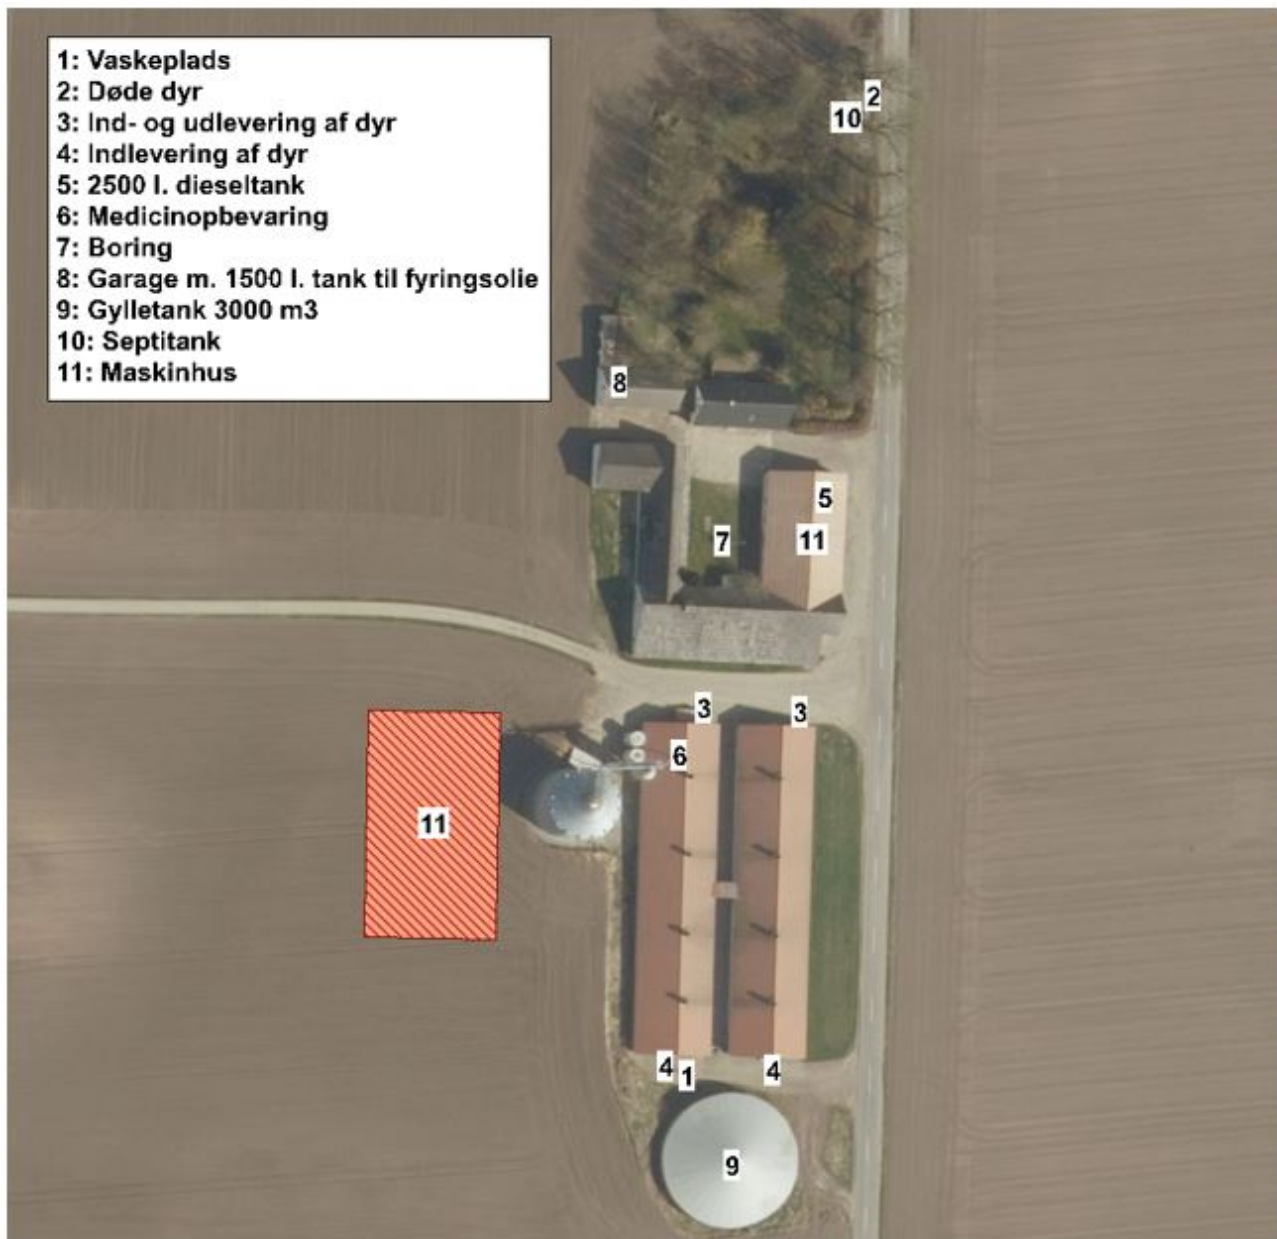 1: Vaskeplads
2: Døde dyr
3: Ind- og udlevering af dyr
4: Indlevering af dyr
5: 2500 l. dieseltank
6: Medicinopbevaring
7: Boring
8: Garage m. 1500 l. tank til fyringsolie
9: Gylletank 3000 m3
10: Septitank
11: Maskinhus
2
10
8
5
7
11
3
3
6
11
4
1
4
9